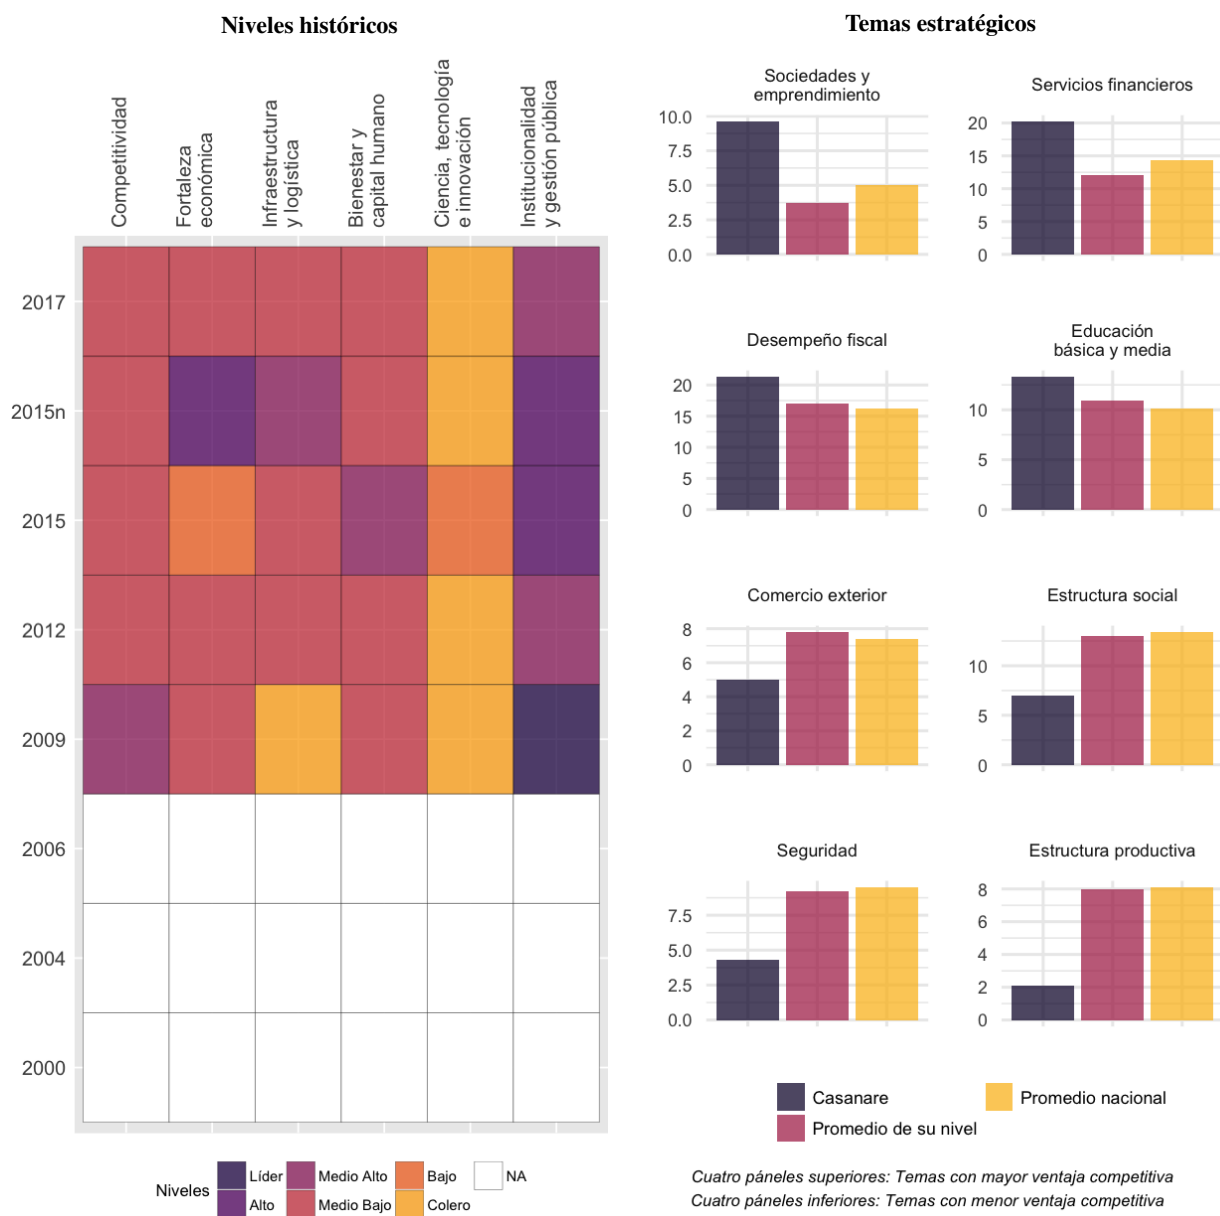 Niveles históricos
Competitividad
Fortaleza
económica
Infraestructura
y logística
Bienestar y
capital humano
Ciencia, tecnología
e innovación
Institucionalidad
y gestión pública
2017
2015n
2015
2012
2009
2006
2004
2000
Niveles
Líder
Medio Alto
Bajo
NA
Alto
Medio Bajo
Colero
Temas estratégicos
Sociedades y
emprendimiento
10.0
7.5
5.0
2.5
0.0
Servicios financieros
20
15
10
5
0
Desempeño fiscal
20
15
10
5
0
Educación
básica y media
10
5
0
Comercio exterior
8
6
4
2
0
Estructura social
10
5
0
Seguridad
7.5
5.0
2.5
0.0
Estructura productiva
8
6
4
2
0
Casanare
Promedio nacional
Promedio de su nivel
Cuatro páneles superiores: Temas con mayor ventaja competitiva
Cuatro páneles inferiores: Temas con menor ventaja competitiva